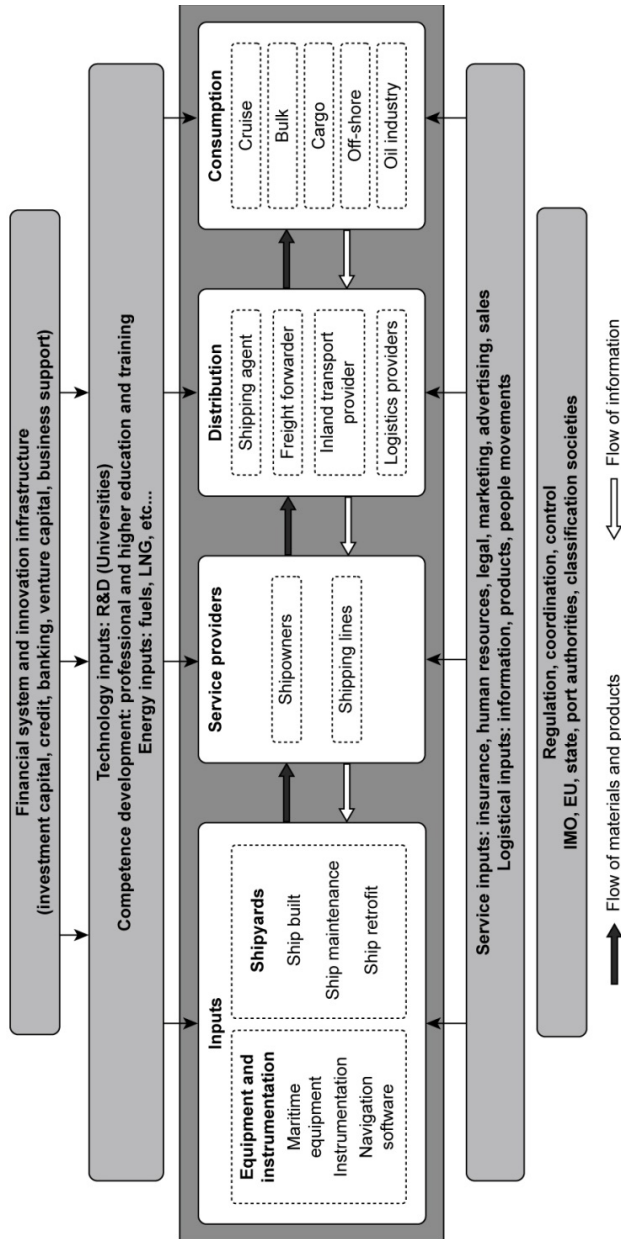 Financial system and innovation infrastructure
(investment capital, credit, banking, venture capital, business support)
Technology inputs: R&D (Universities)
Competence development: professional and higher education and training
Energy inputs: fuels, LNG, etc...
Inputs
Equipment and
instrumentation
Maritime
equipment
Instrumentation
Navigation
software
Shipyards
Ship built
Ship maintenance
Ship retrofit
Service providers
Shipowners
Shipping lines
Distribution
Shipping agent
Freight forwarder
Inland transport
provider
Logistics providers
Consumption
Cruise
Bulk
Cargo
Off-shore
Oil industry
Service inputs: insurance, human resources, legal, marketing, advertising, sales
Logistical inputs: information, products, people movements
Regulation, coordination, control
IMO, EU, state, port authorities, classification societies
Flow of materials and products
Flow of information